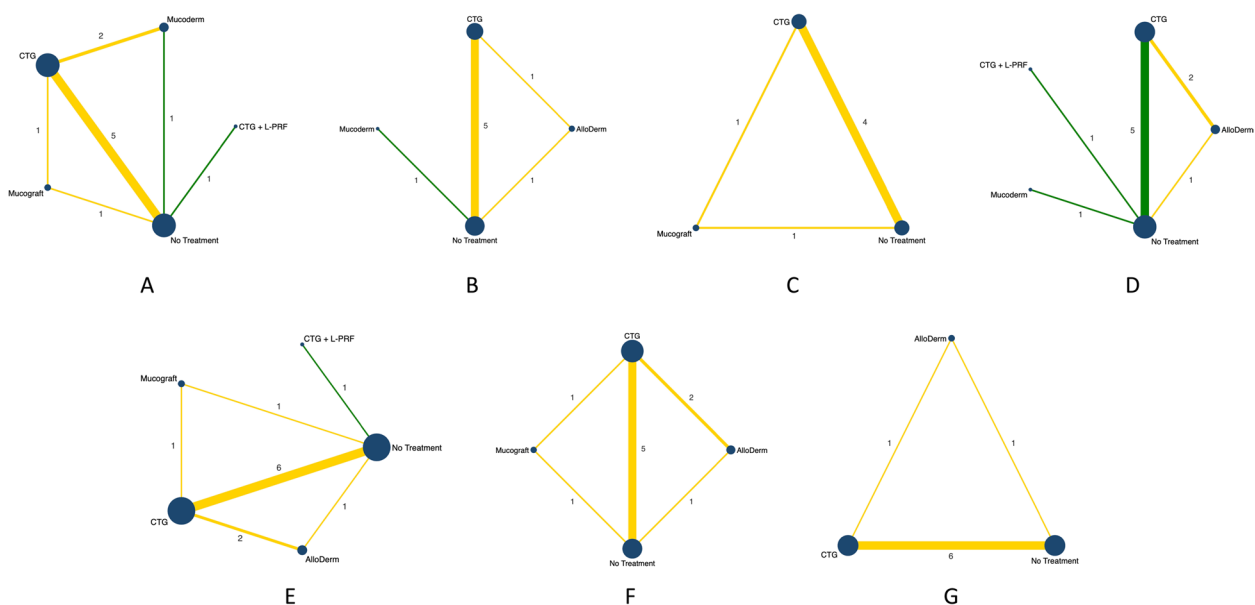 Mucoderm
2
CTG
1
5
1
CTG + L-PRF
1
Mucograft
1
No Treatment
A
CTG
1
Mucoderm
5
AlloDerm
1
1
No Treatment
B
CTG
1
4
Mucograft
1
No Treatment
C
CTG
CTG + L-PRF
2
1
5
AlloDerm
Mucoderm
1
1
No Treatment
D
CTG + L-PRF
1
Mucograft
1
1
No Treatment
6
1
CTG
2
AlloDerm
E
CTG
1
2
Mucograft
5
AlloDerm
1
1
No Treatment
F
AlloDerm
1
1
CTG
6
No Treatment
G